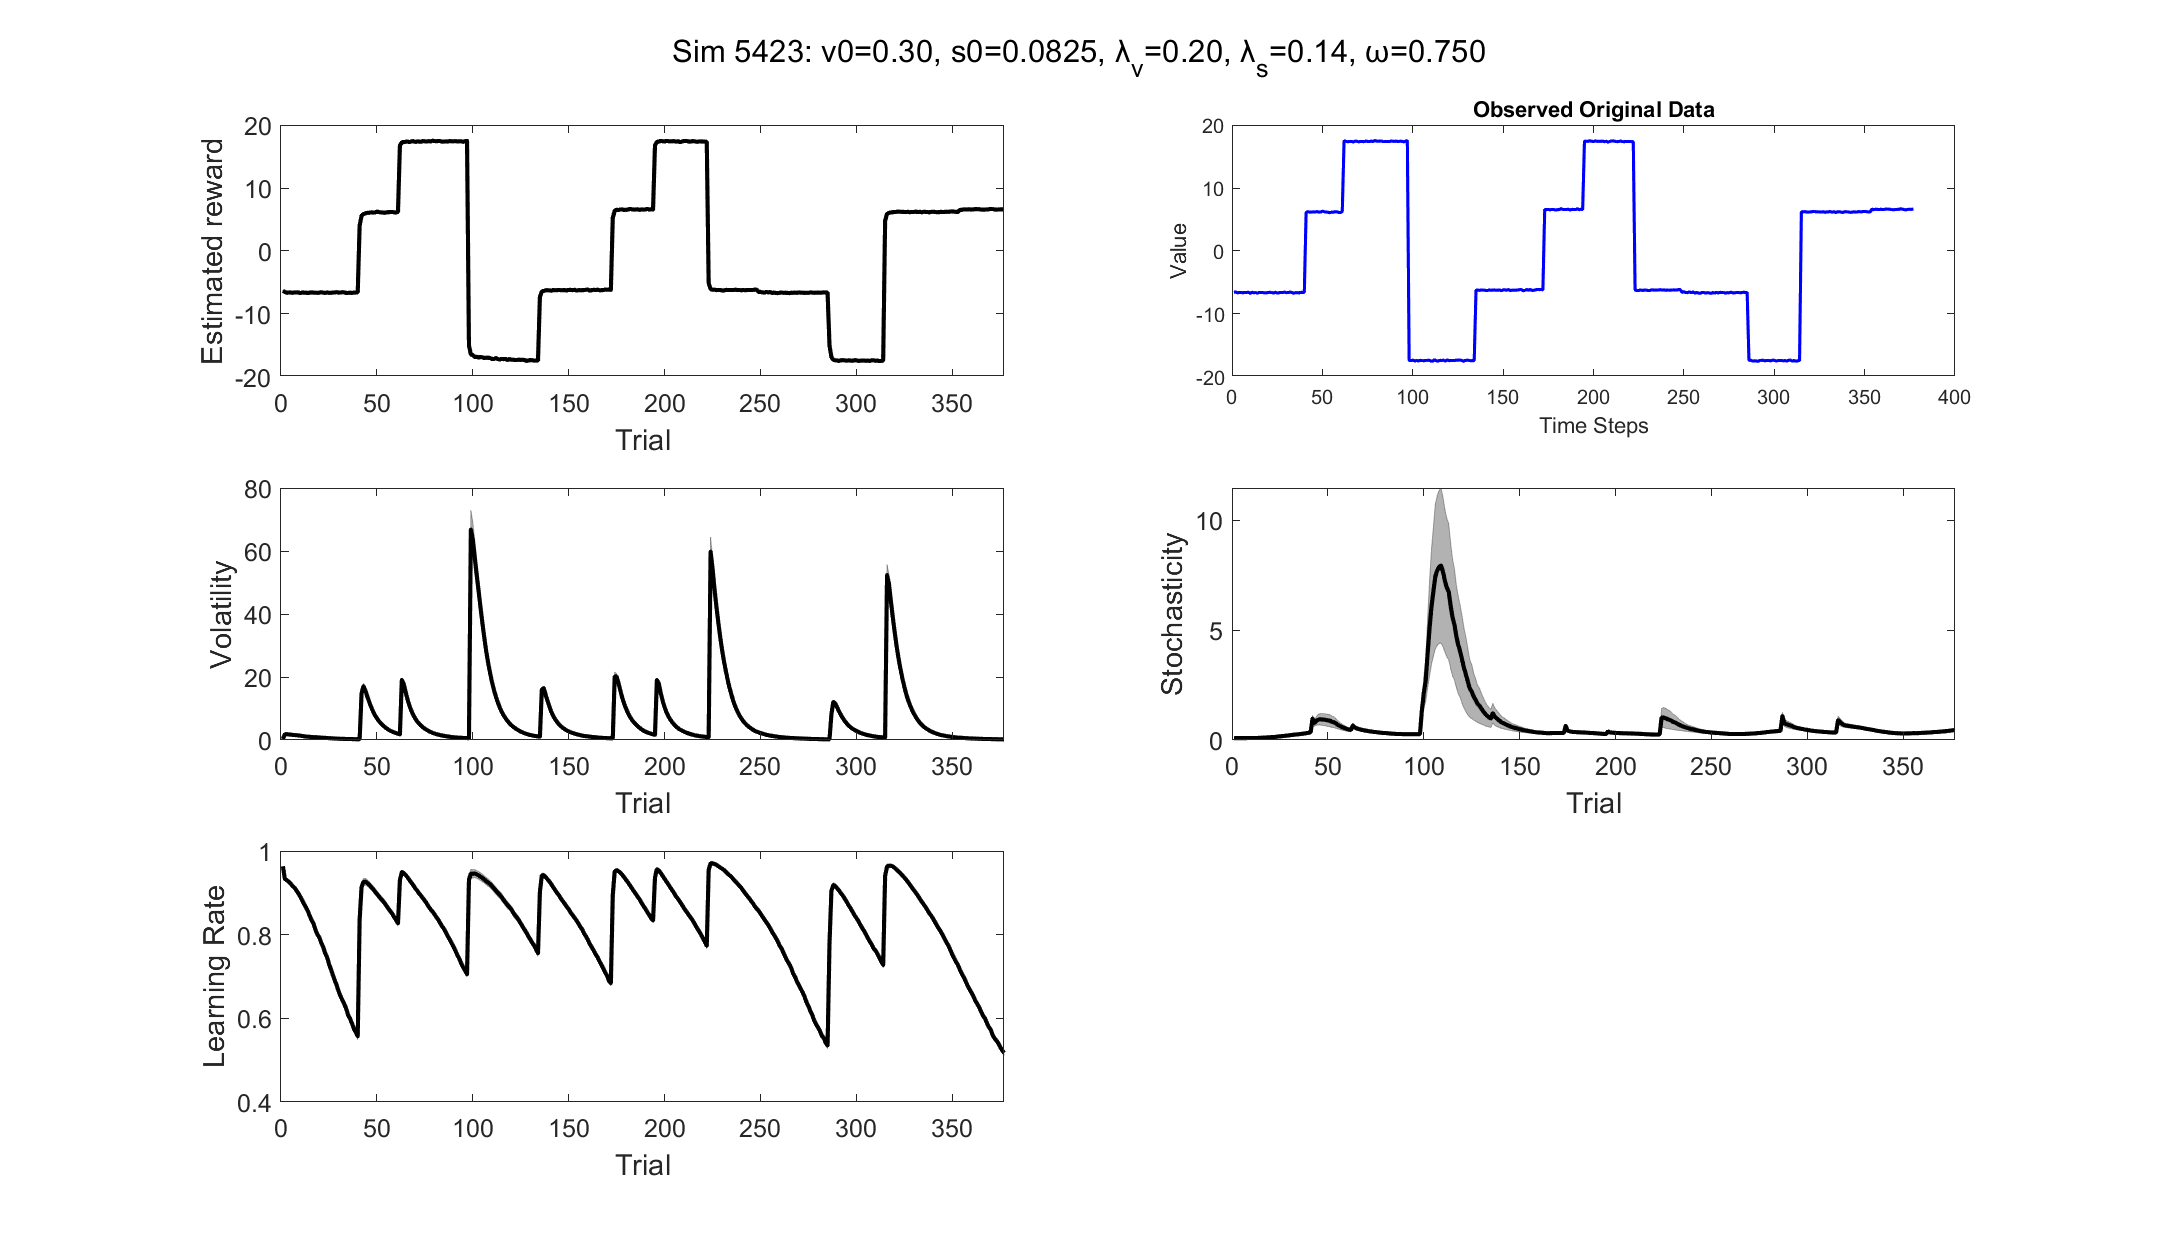 Sim 5423: v0=0.30, s0=0.0825, λ_v=0.20, λ_s=0.14, ω=0.750
Estimated reward
20
10
0
-10
-20
0 50 100 150 200 250 300 350
Trial
Observed Original Data
Value
20
10
0
-10
-20
0 50 100 150 200 250 300 350 400
Time Steps
Volatility
80
60
40
20
0
0 50 100 150 200 250 300 350
Trial
Stochasticity
10
5
0
0 50 100 150 200 250 300 350
Trial
Learning Rate
1
0.8
0.6
0.4
0 50 100 150 200 250 300 350
Trial